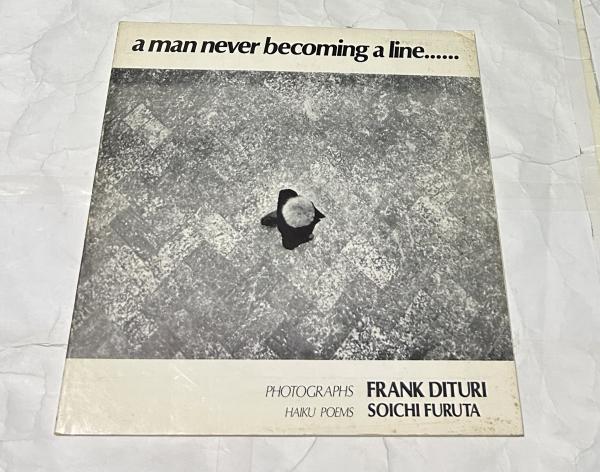 a man never becoming a line......
PHOTOGRAPHS FRANK DITURI
HAIKU POEMS SOICHI FURUTA